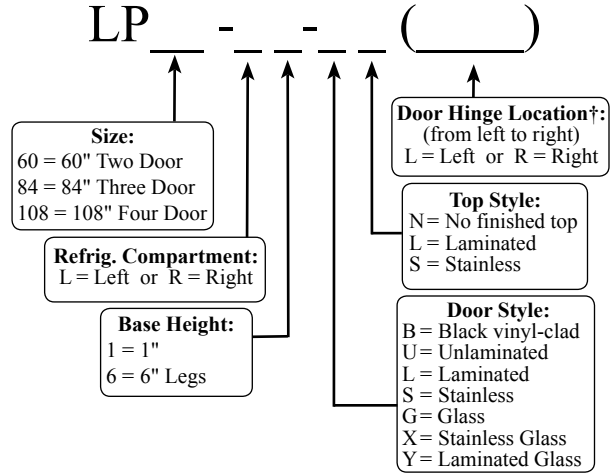 LP___ -_ _-_ _ (_____)
Door Hinge Location†:
(from left to right)
L = Left or R = Right
Size:
60 = 60" Two Door
84 = 84" Three Door
108 = 108" Four Door
Top Style:
N = No finished top
L = Laminated
S = Stainless
Refrig. Compartment:
L = Left or R = Right
Base Height:
1 = 1"
6 = 6" Legs
Door Style:
B = Black vinyl-clad
U = Unlaminated
L = Laminated
S = Stainless
G = Glass
X = Stainless Glass
Y = Laminated Glass